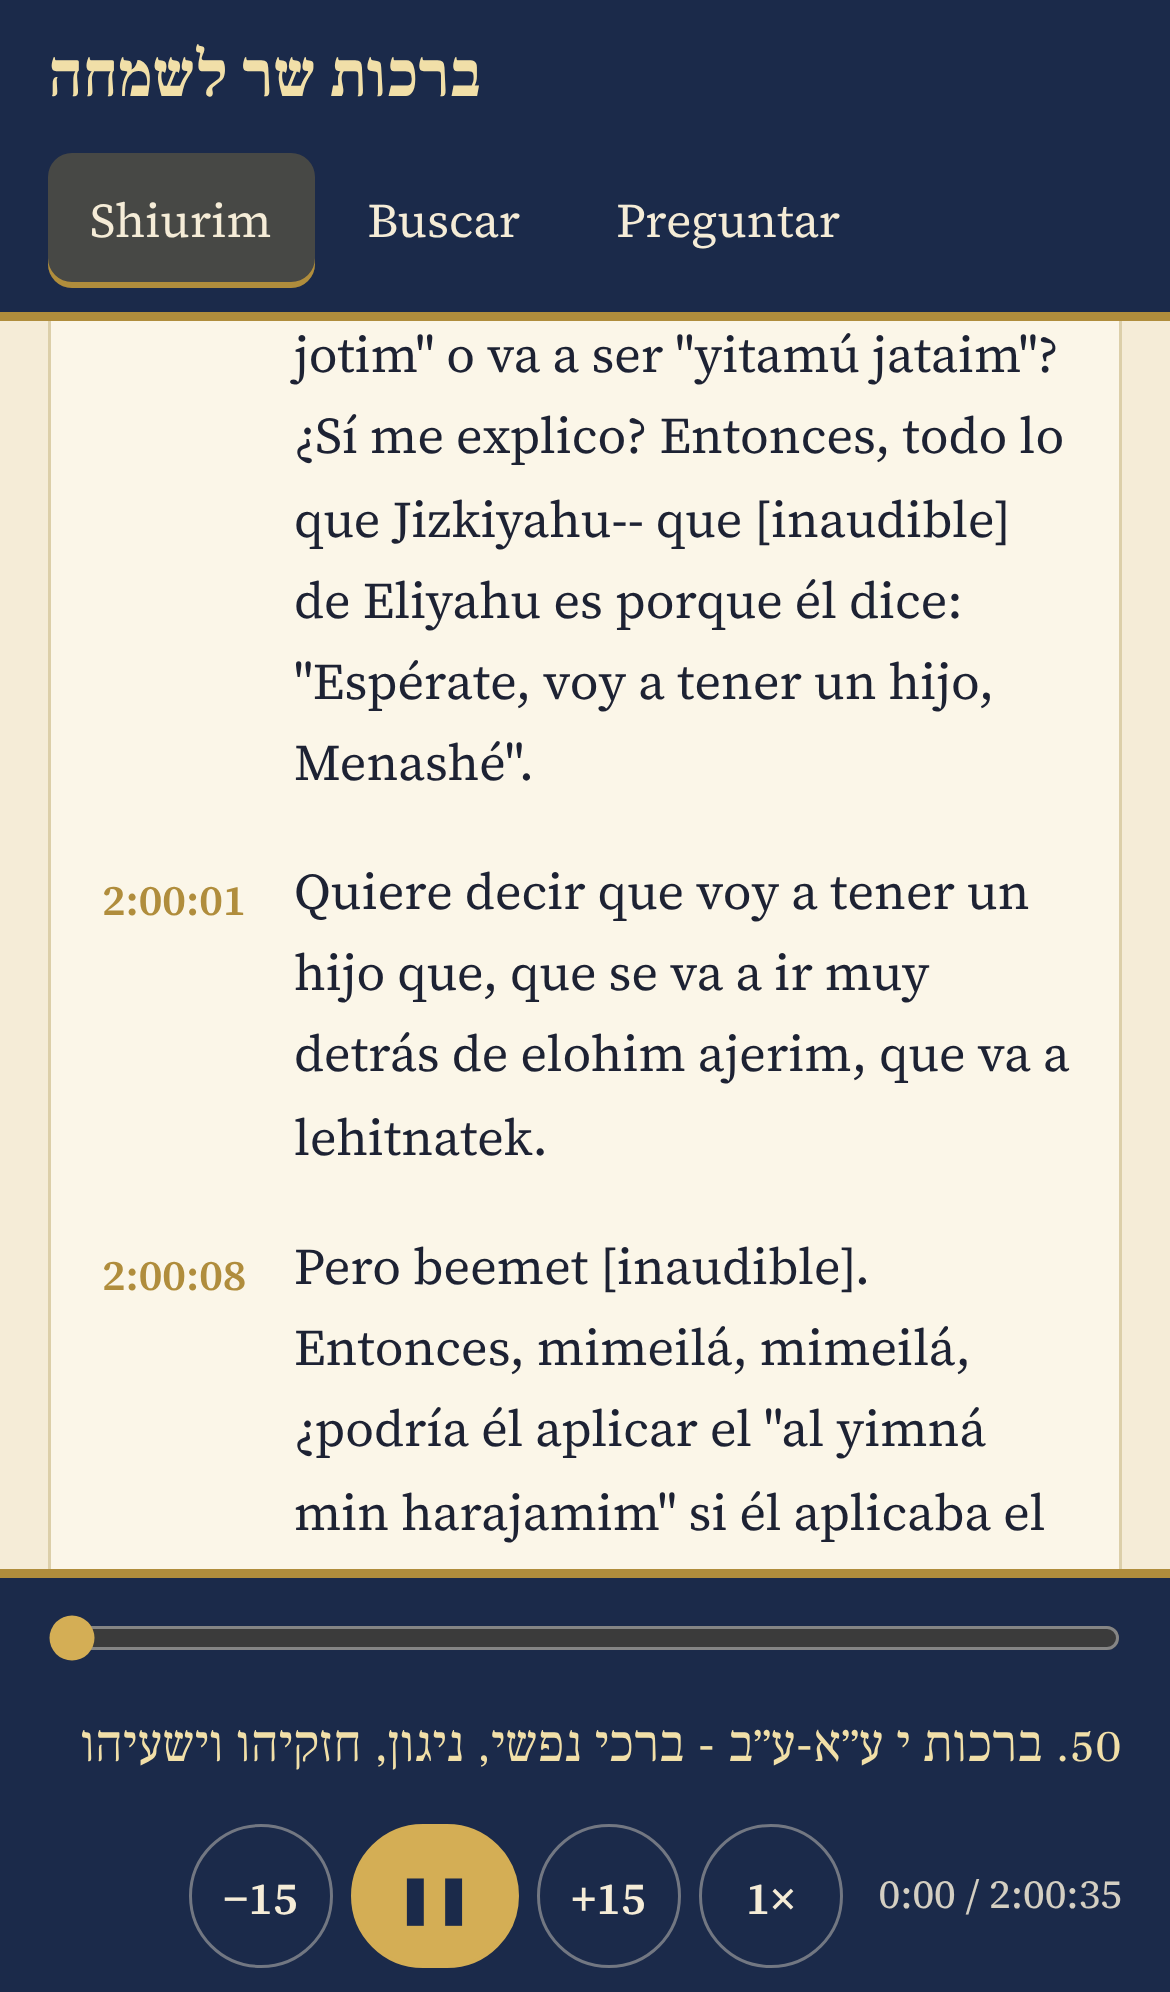 ברכות שר לשמחה
Shiurim Buscar Preguntar
jotim" o va a ser "yitamú jataim"?
¿Sí me explico? Entonces, todo lo
que Jizkiyahu-- que [inaudible]
de Eliyahu es porque él dice:
"Espérate, voy a tener un hijo,
Menashé".
2:00:01 Quiere decir que voy a tener un
hijo que, que se va a ir muy
detrás de elohim ajerim, que va a
lehitnatek.
2:00:08 Pero beemet [inaudible].
Entonces, mimeilá, mimeilá,
¿podría él aplicar el "al yimná
min harajamim" si él aplicaba el
50. ברכות י ע”א-ע”ב - ברכי נפשי, ניגון, חזקיהו וישעיהו
−15 +15 1× 0:00 / 2:00:35